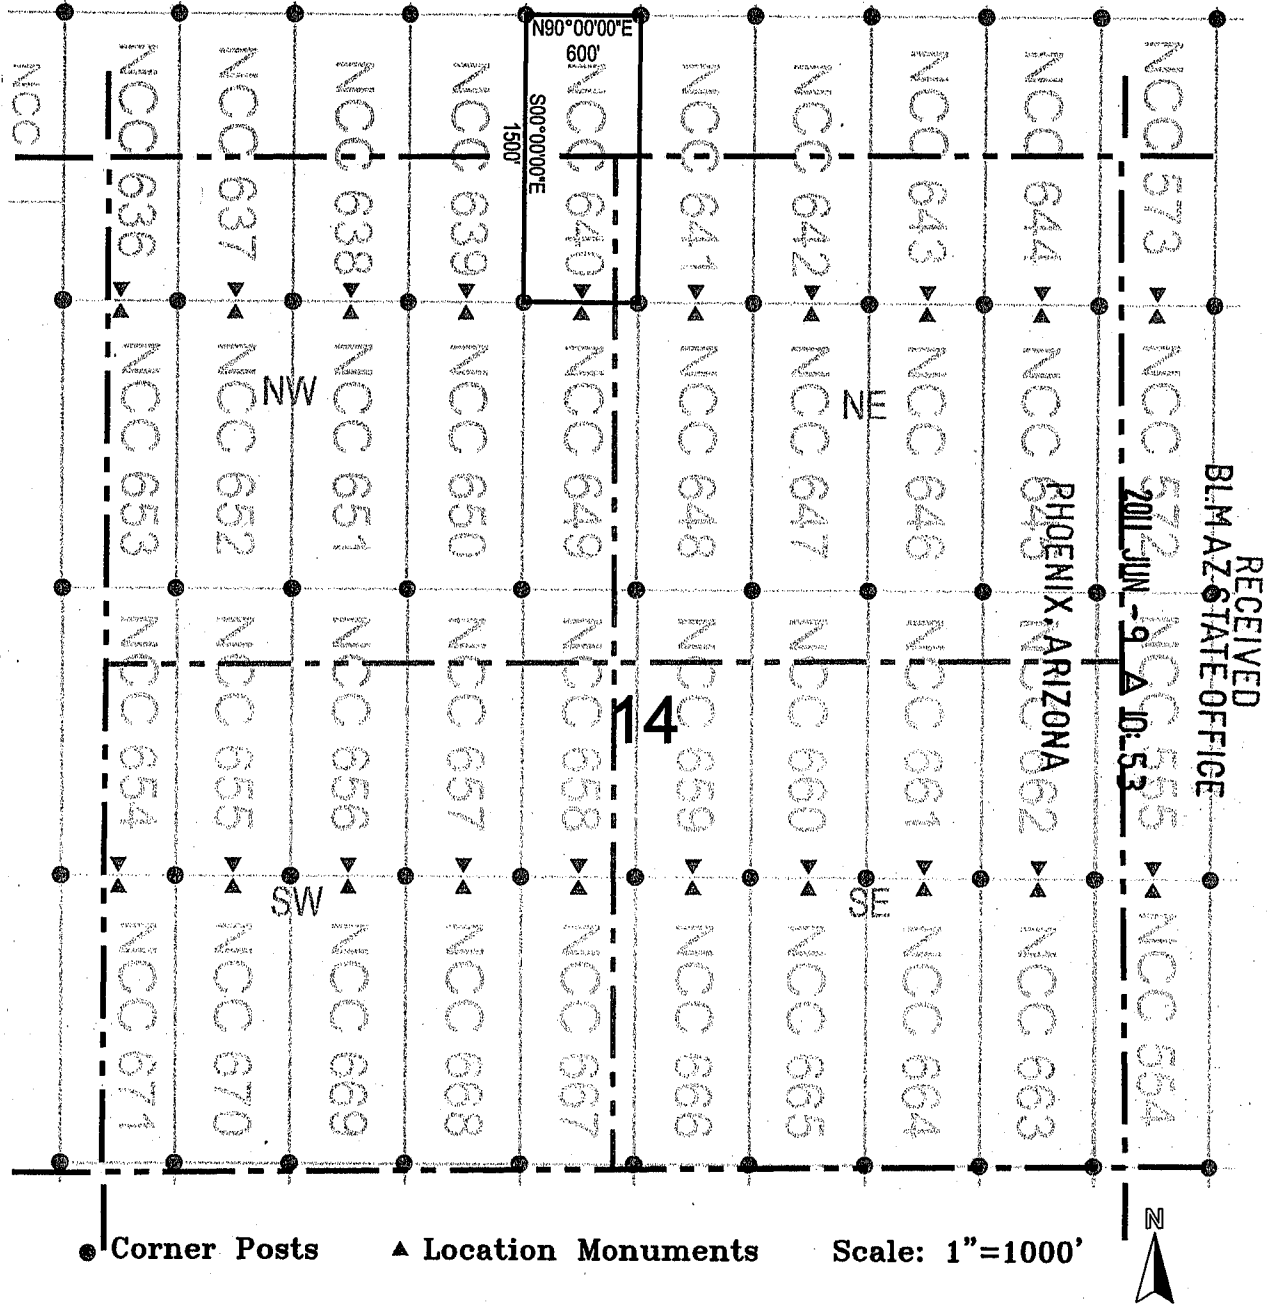 N90°00'00"E
600'
S00°00'00"E
1500'
NCC
NCC 636
NCC 637
NCC 638
NCC 639
NCC 640
NCC 641
NCC 642
NCC 643
NCC 644
NCC 573
NCC 653
NCC 652
NCC 651
NCC 650
NCC 649
NCC 648
NCC 647
NCC 646
NCC 645
NCC 572
NW
NE
RECEIVED
BLM AZ STATE OFFICE
2011 JUN -9 A 10:53
PHOENIX, ARIZONA
NCC 654
NCC 655
NCC 656
NCC 657
NCC 658
NCC 659
NCC 660
NCC 661
NCC 662
NCC 555
14
SW
SE
NCC 671
NCC 670
NCC 669
NCC 668
NCC 667
NCC 666
NCC 665
NCC 664
NCC 663
NCC 554
N
Corner Posts
Location Monuments
Scale: 1"=1000'